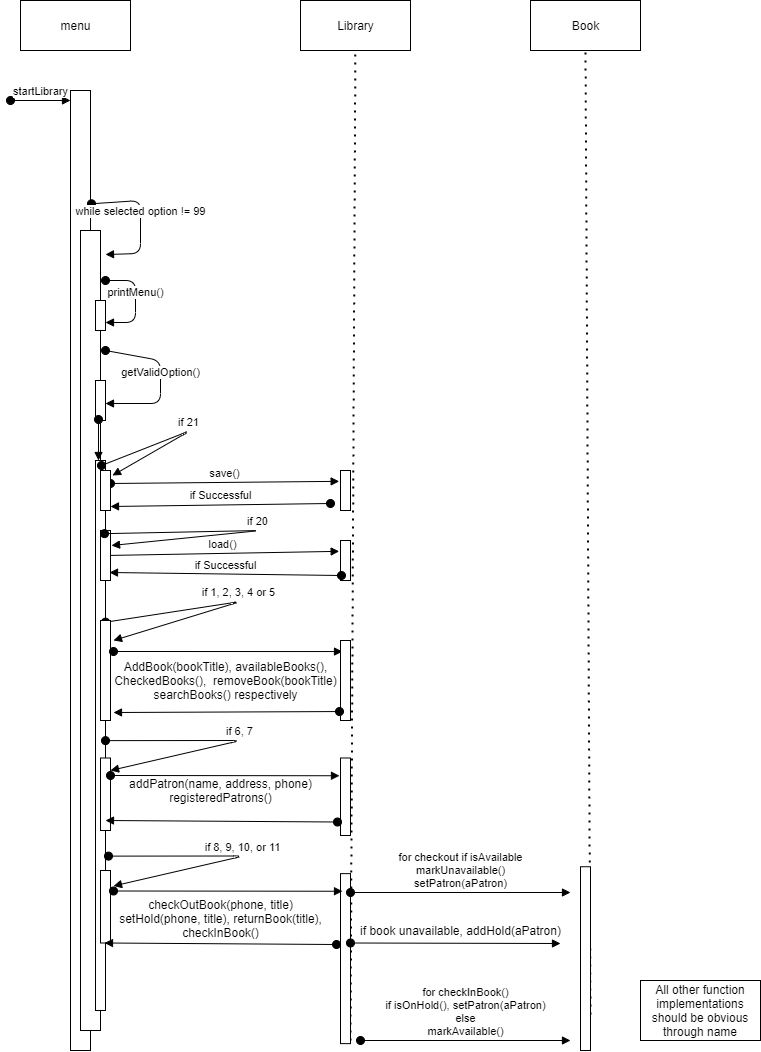 menu
Library
Book
startLibrary
while selected option != 99
printMenu()
getValidOption()
if 21
save()
if Successful
if 20
load()
if Successful
if 1, 2, 3, 4 or 5
AddBook(bookTitle), availableBooks(),
CheckedBooks(), removeBook(bookTitle)
searchBooks() respectively
if 6, 7
addPatron(name, address, phone)
registeredPatrons()
if 8, 9, 10, or 11
for checkout if isAvailable
markUnavailable()
setPatron(aPatron)
checkOutBook(phone, title)
setHold(phone, title), returnBook(title),
checkInBook()
if book unavailable, addHold(aPatron)
for checkInBook()
if isOnHold(), setPatron(aPatron)
else
markAvailable()
All other function
implementations
should be obvious
through name